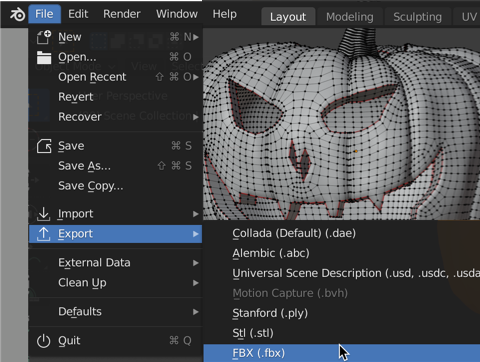 File Edit Render Window Help Layout Modeling Sculpting UV
New ⌘ N
Open... ⌘ O
Open Recent ⇧ ⌘ O
Revert
Recover
Save ⌘ S
Save As... ⇧ ⌘ S
Save Copy...
Import
Export
External Data
Clean Up
Defaults
Quit ⌘ Q
Collada (Default) (.dae)
Alembic (.abc)
Universal Scene Description (.usd, .usdc, .usda
Motion Capture (.bvh)
Stanford (.ply)
Stl (.stl)
FBX (.fbx)